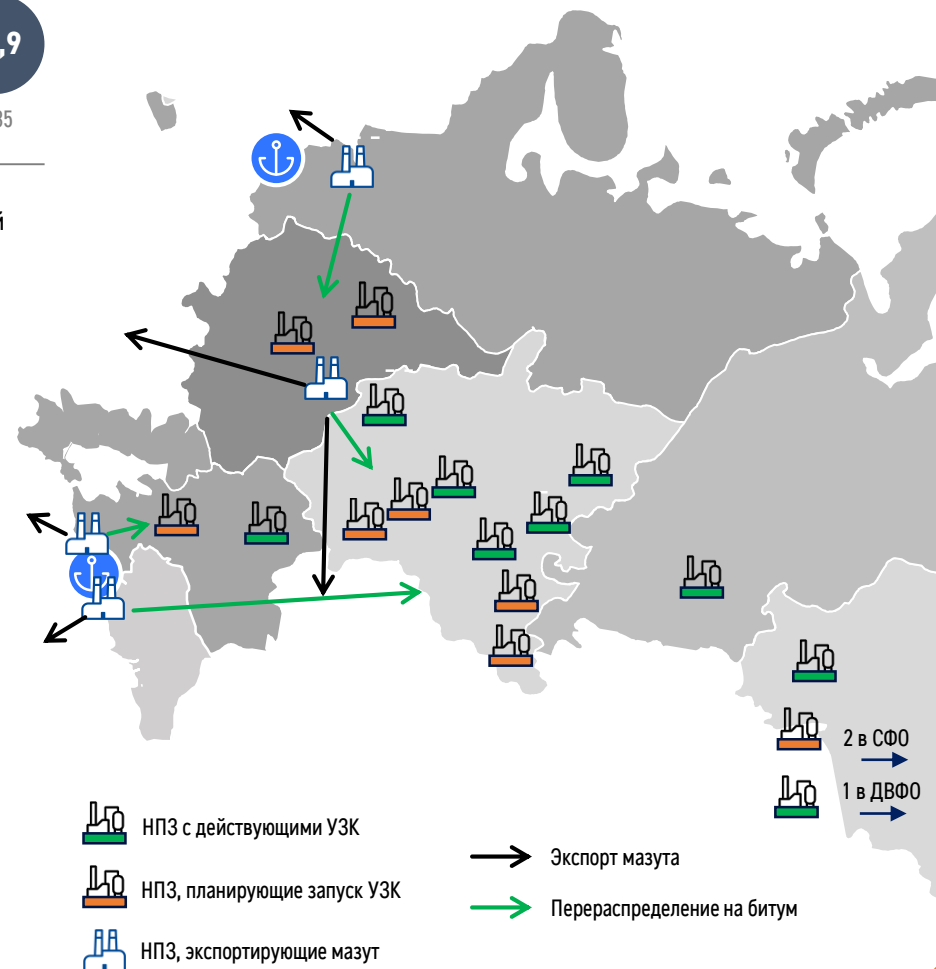 ,9
35
й
2 в СФО
1 в ДВФО
НПЗ с действующими УЗК
НПЗ, планирующие запуск УЗК
НПЗ, экспортирующие мазут
Экспорт мазута
Перераспределение на битум